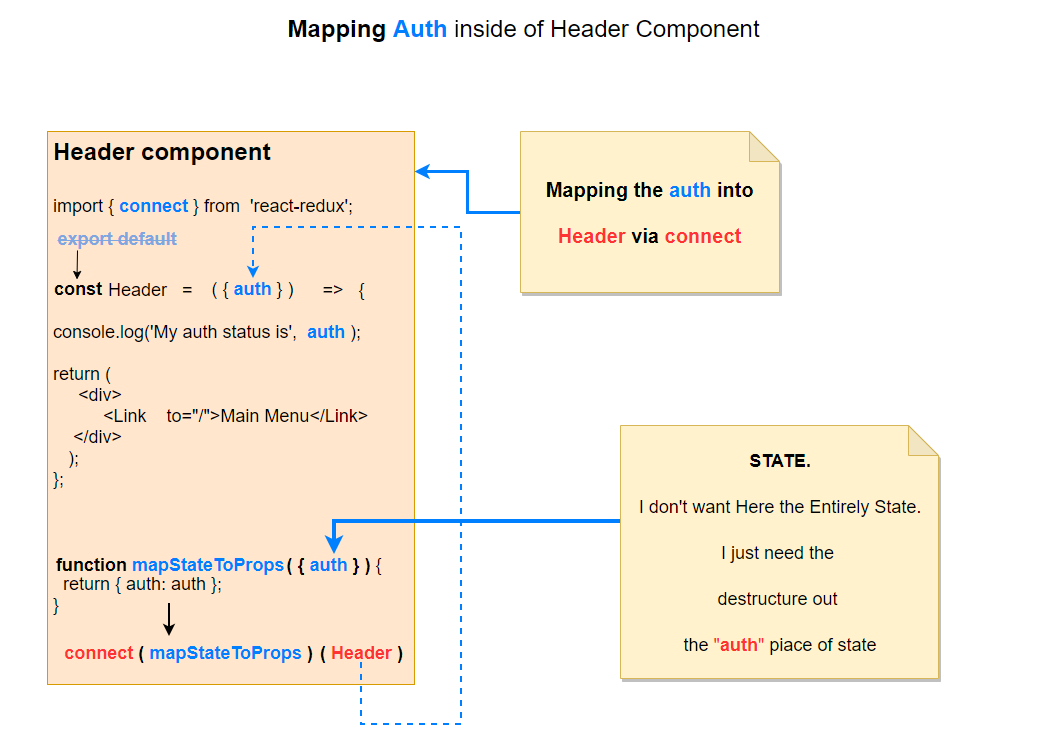 Mapping Auth inside of Header Component
Header component
import { connect } from 'react-redux';
export default
const Header = ( { auth } ) => {
console.log('My auth status is', auth );
return (
<div>
<Link to="/">Main Menu</Link>
</div>
);
};
function mapStateToProps ( { auth } ) {
return { auth: auth };
}
connect ( mapStateToProps ) ( Header )
Mapping the auth into
Header via connect
STATE.
I don't want Here the Entirely State.
I just need the
destructure out
the "auth" piace of state